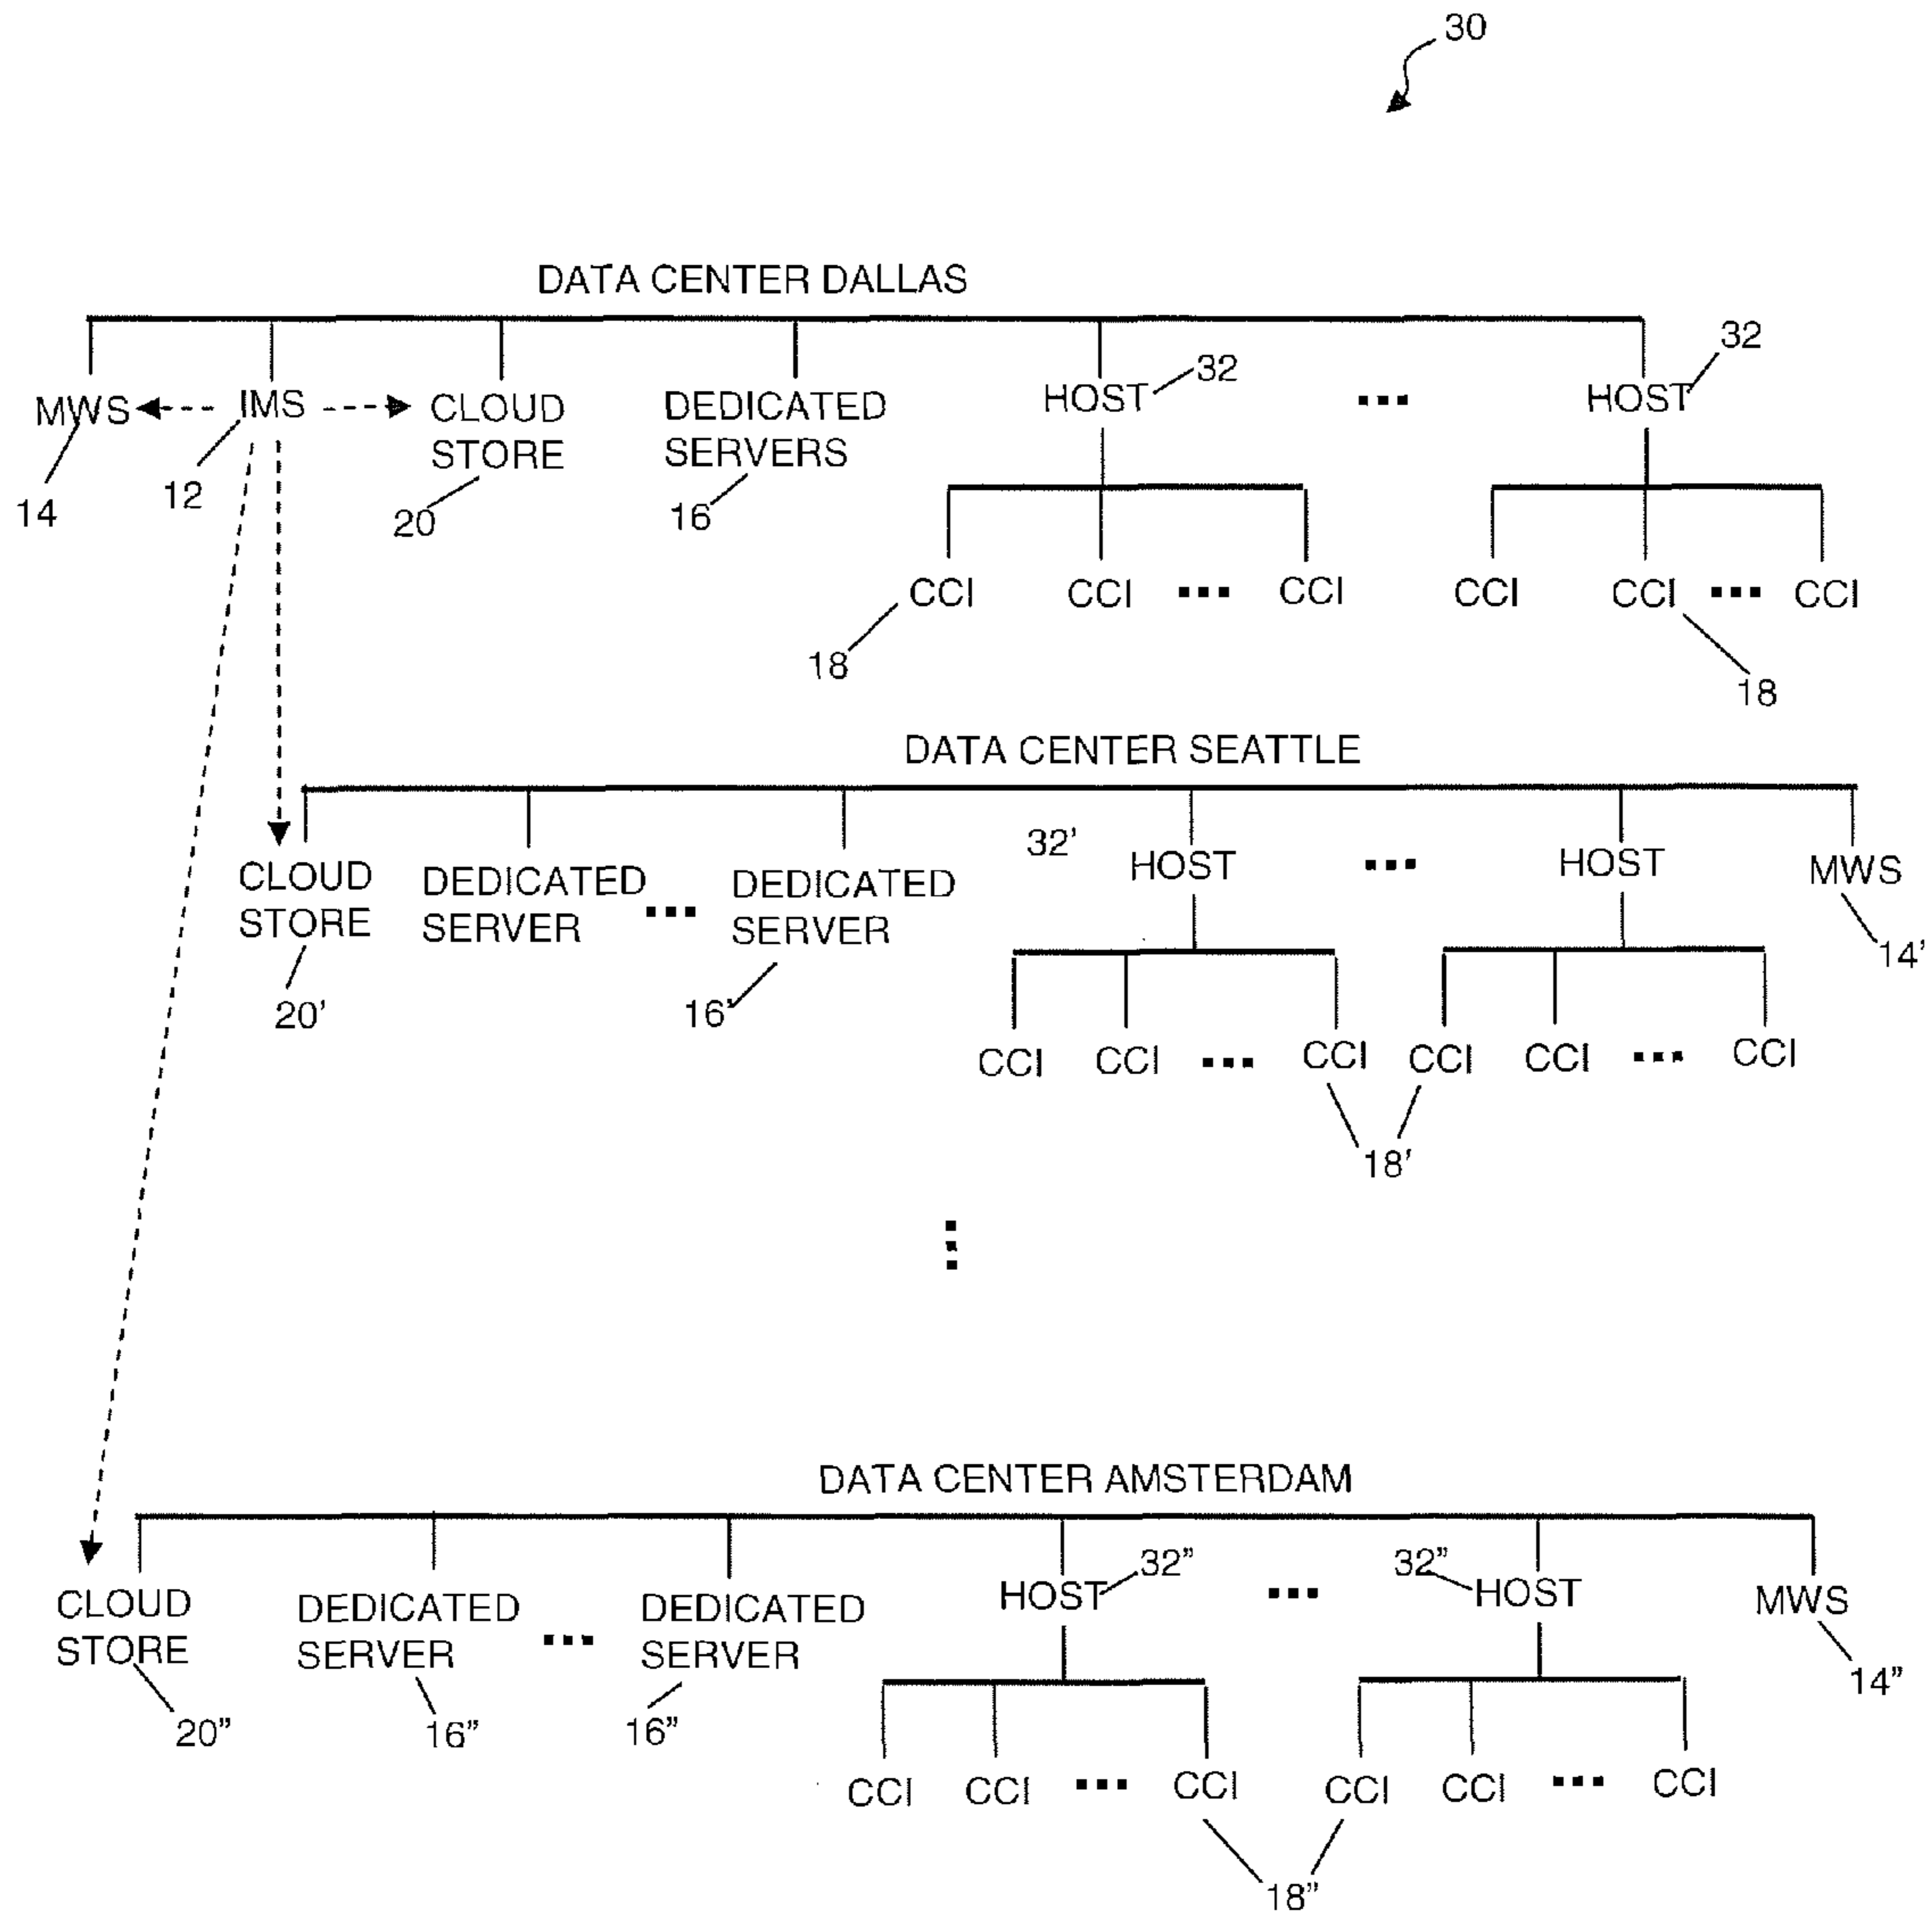 30
DATA CENTER DALLAS
MWS
IMS
CLOUD
STORE
DEDICATED
SERVERS
HOST
32
...
HOST
32
14
12
20
16
CCI
CCI
...
CCI
CCI
CCI
...
CCI
18
18
DATA CENTER SEATTLE
CLOUD
STORE
DEDICATED
SERVER
...
DEDICATED
SERVER
32'
HOST
...
HOST
MWS
20'
16'
14'
CCI
CCI
...
CCI
CCI
CCI
...
CCI
18'
...
DATA CENTER AMSTERDAM
CLOUD
STORE
DEDICATED
SERVER
...
DEDICATED
SERVER
HOST
32”
...
32”
HOST
MWS
20”
16”
16”
14”
CCI
CCI
...
CCI
CCI
CCI
...
CCI
18”